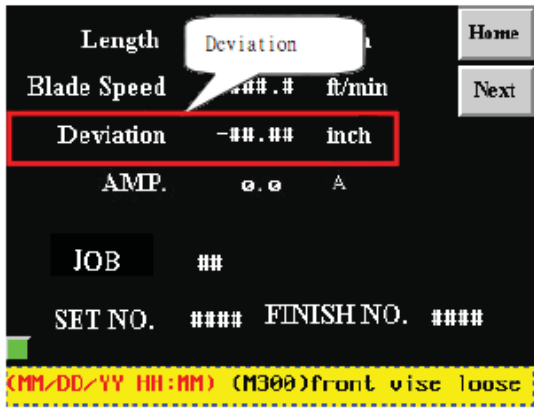 Length Deviation Home
Blade Speed ##.# ft/min Next
Deviation -##.## inch
AMP. 0.0 A
JOB ##
SET NO. #### FINISH NO. ####
(MM/DD/YY HH:MM) (M300)front vise loose